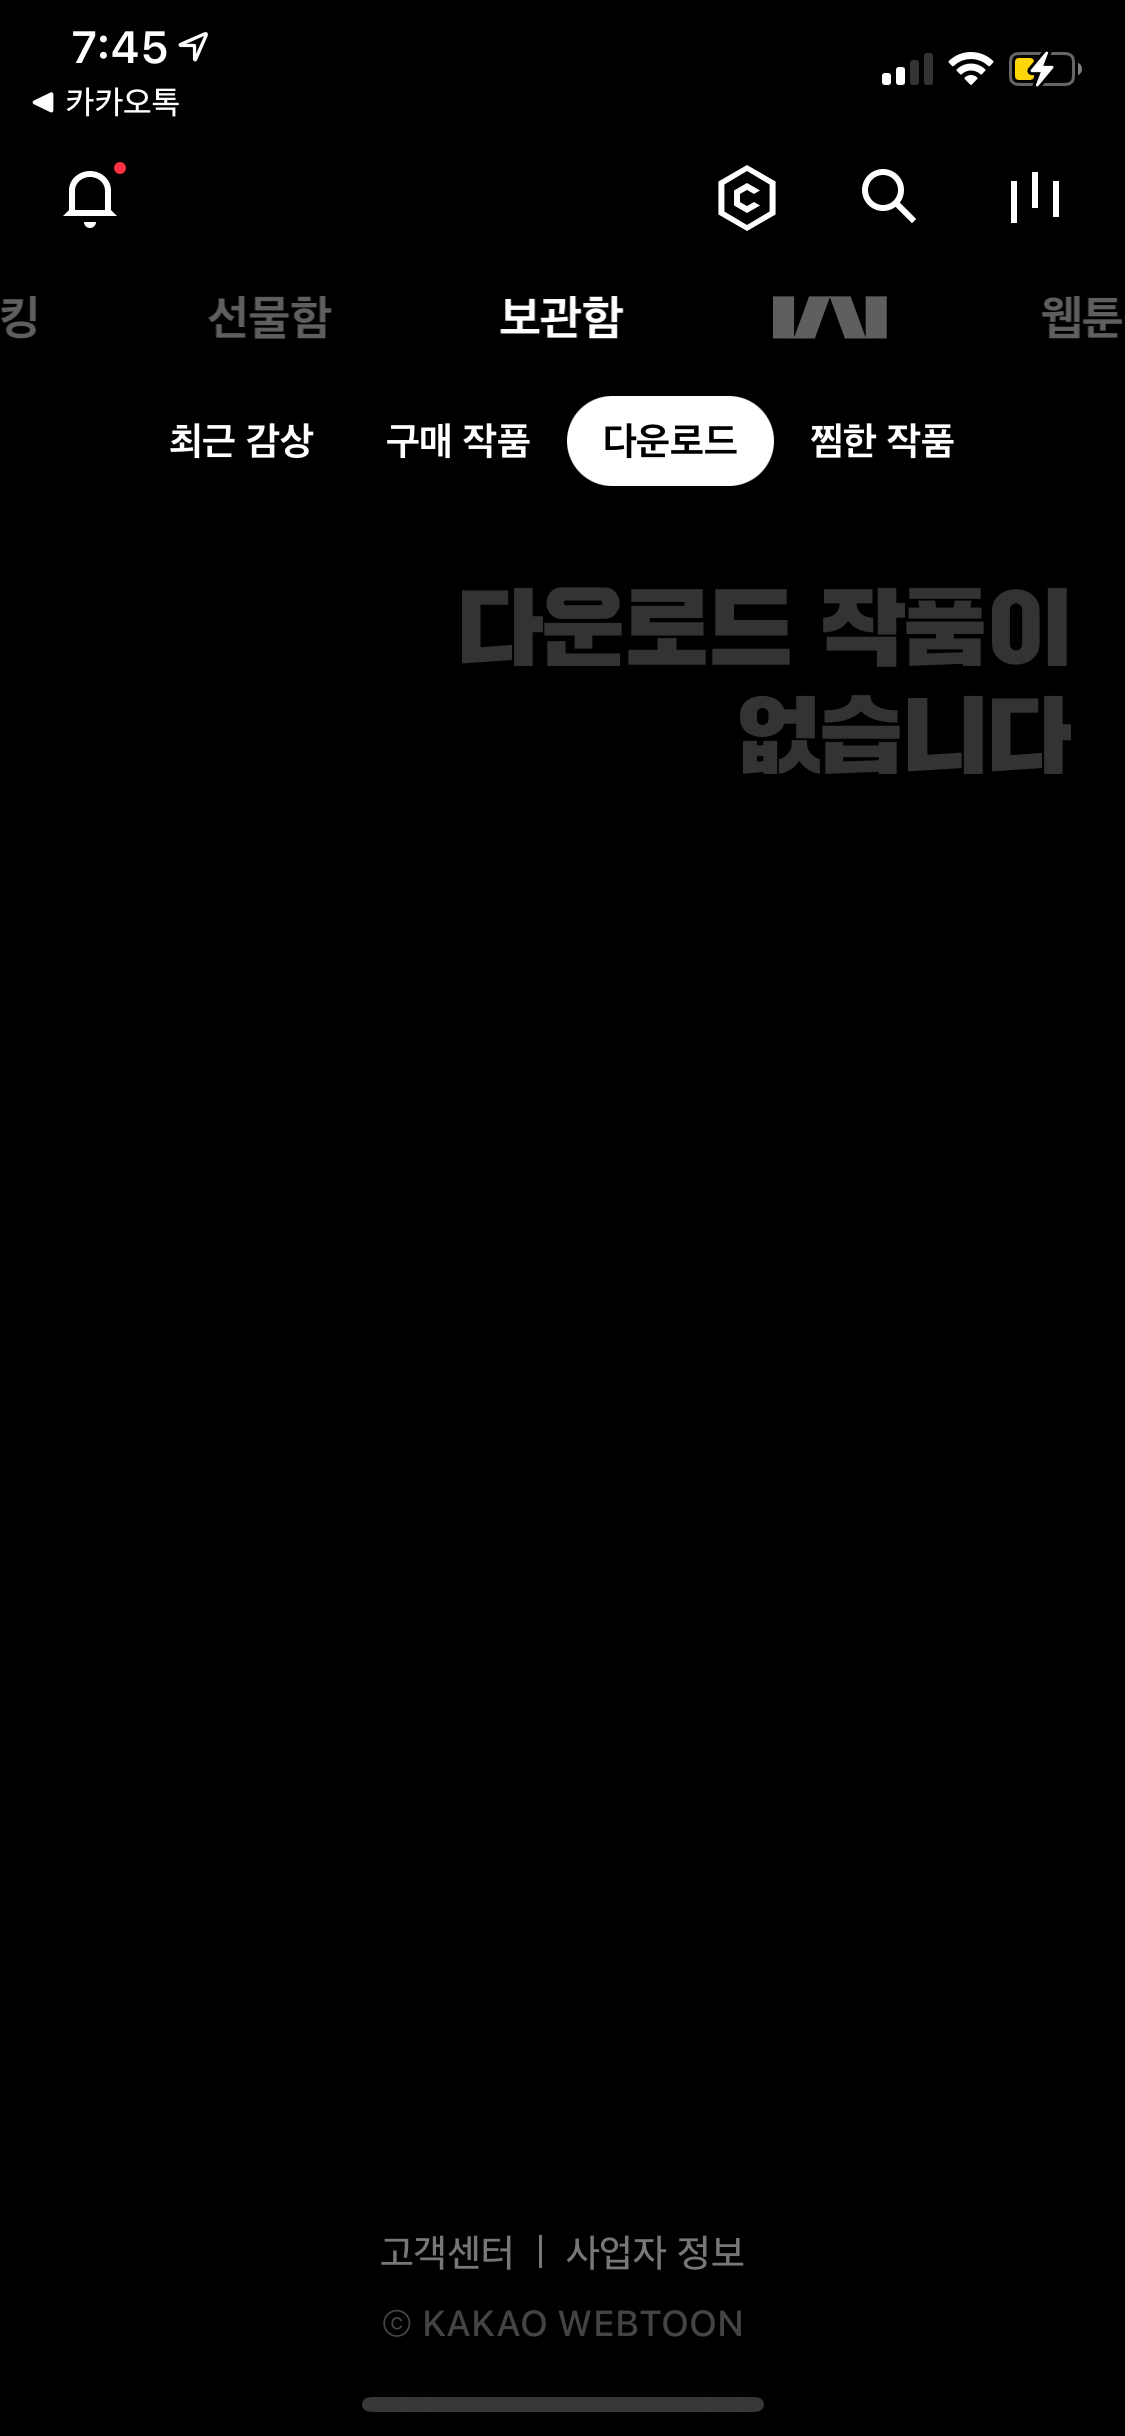 7:45
◀ 카카오톡
킹 선물함 보관함 웹툰
최근 감상 구매 작품 다운로드 찜한 작품
다운로드 작품이
없습니다
고객센터 | 사업자 정보
ⓒ KAKAO WEBTOON